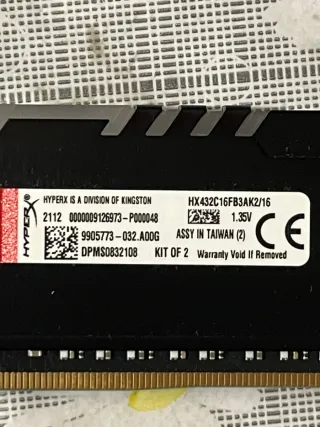 HYPERX
HYPERX IS A DIVISION OF KINGSTON
HX432C16FB3AK2/16
2112 0000009126973-P000048
1.35V
9905773-032.A00G
ASSY IN TAIWAN (2)
CE
DPMS0832108
KIT OF 2
Warranty Void If Removed